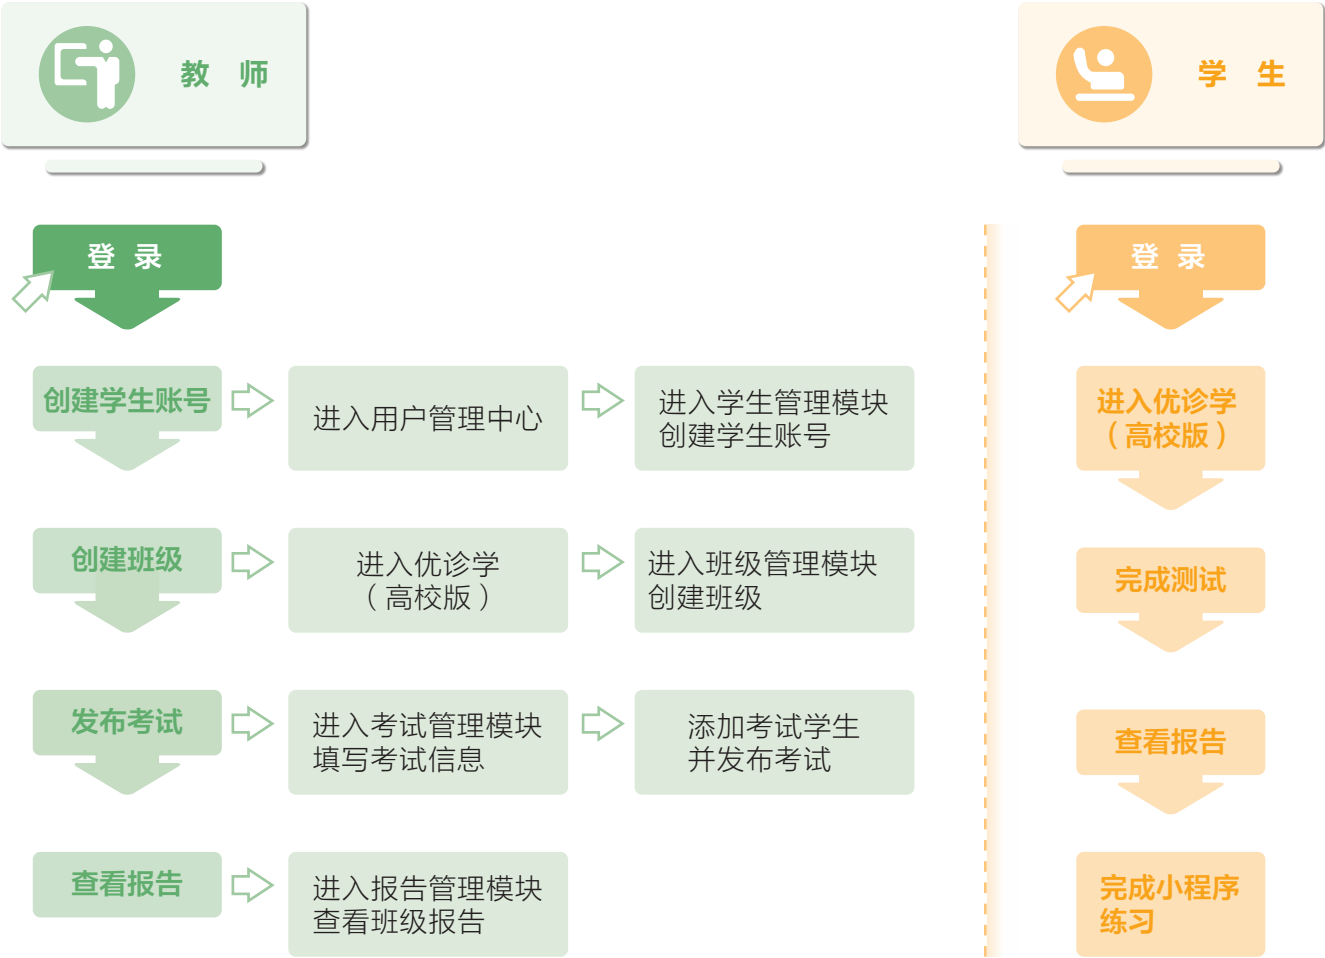 教 师
登 录
创建学生账号
进入用户管理中心
进入学生管理模块
创建学生账号
创建班级
进入优诊学
（高校版）
进入班级管理模块
创建班级
发布考试
进入考试管理模块
填写考试信息
添加考试学生
并发布考试
查看报告
进入报告管理模块
查看班级报告
学 生
登 录
进入优诊学
（高校版）
完成测试
查看报告
完成小程序
练习